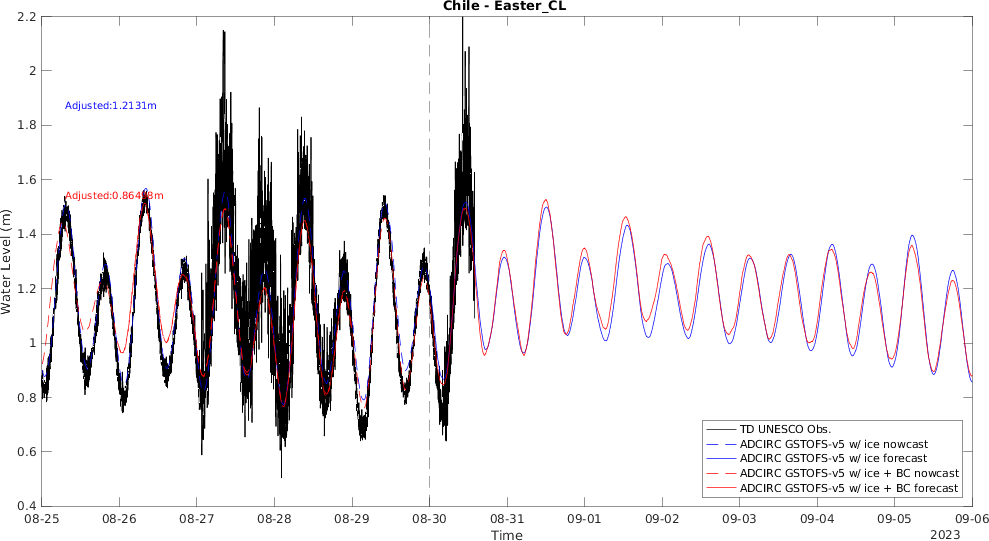 Chile - Easter_CL
2.2
2
1.8
1.6
1.4
1.2
1
0.8
0.6
0.4
Water Level (m)
Adjusted:1.2131m
TD UNESCO Obs.
ADCIRC GSTOFS-v5 w/ ice nowcast
ADCIRC GSTOFS-v5 w/ ice forecast
ADCIRC GSTOFS-v5 w/ ice + BC nowcast
ADCIRC GSTOFS-v5 w/ ice + BC forecast
08-25 08-26 08-27 08-28 08-29 08-30 08-31 09-01 09-02 09-03 09-04 09-05 09-06
Time
2023